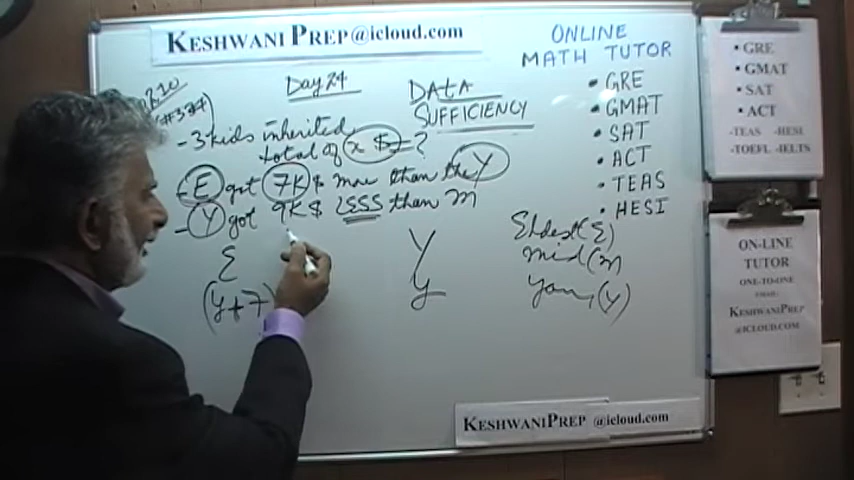 KESHWANI PREP@icloud.com
Day 24
DATA
SUFFICIENCY
- 3 kids inherited
total of x $ = ?
- E got 7K $ more than the Y
- Y got 9K $ LESS than M
E
(y+7)
Y
y
Eldest (E)
mid (m
(y)
ONLINE
MATH TUTOR
• GRE
• GMAT
• SAT
• ACT
• TEAS
• HESI
• GRE
• GMAT
• SAT
• ACT
-TEAS -HESI
-TOEFL -IELTS
ON-LINE
TUTOR
ONE-TO-ONE
EMAIL:
KESHWANIPREP
@ICLOUD.COM
KESHWANIPREP @icloud.com